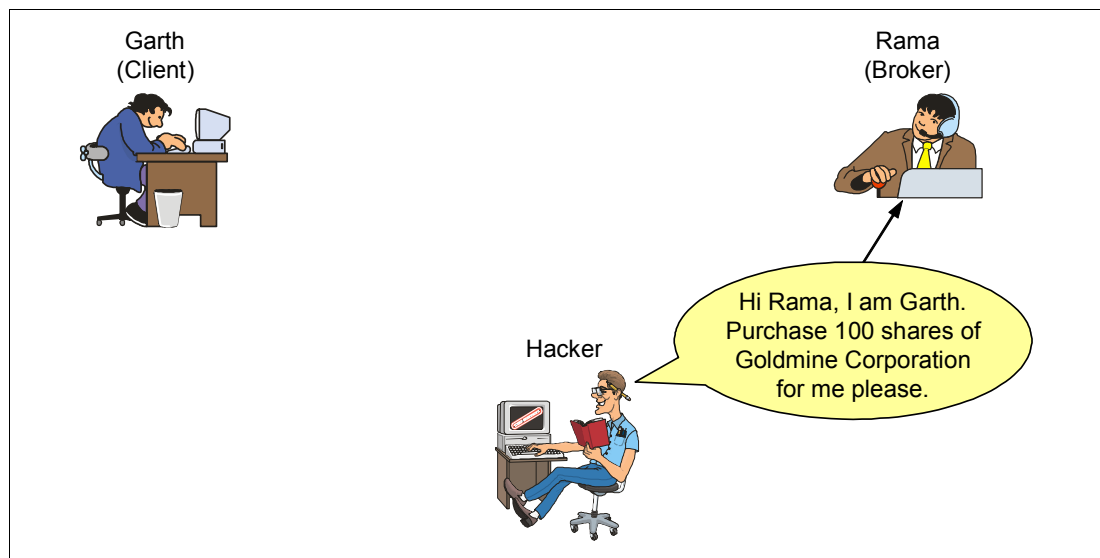 Garth
(Client)
Rama
(Broker)
Hi Rama, I am Garth.
Purchase 100 shares of
Goldmine Corporation
for me please.
Hacker